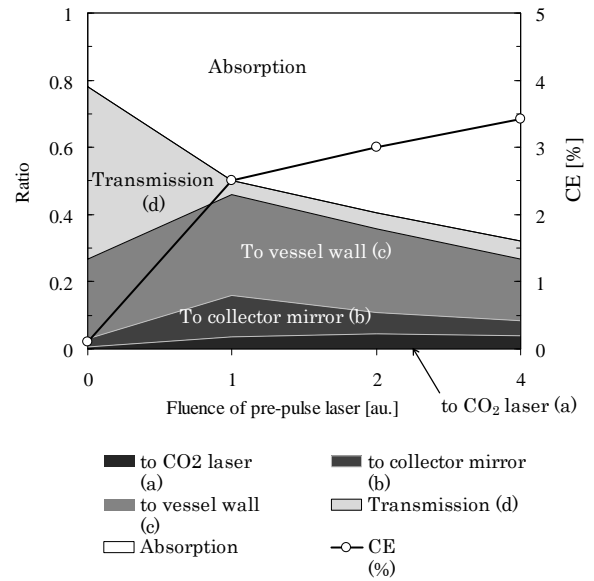 1
5
Absorption
0.8
4
0.6
3
Ratio
CE [%]
Transmission
(d)
0.4
2
To vessel wall (c)
0.2
1
To collector mirror (b)
0
0
0
1
2
4
Fluence of pre-pulse laser [au.]
to CO₂ laser (a)
to CO2 laser
(a)
to collector mirror
(b)
to vessel wall
(c)
Transmission (d)
Absorption
CE
(%)